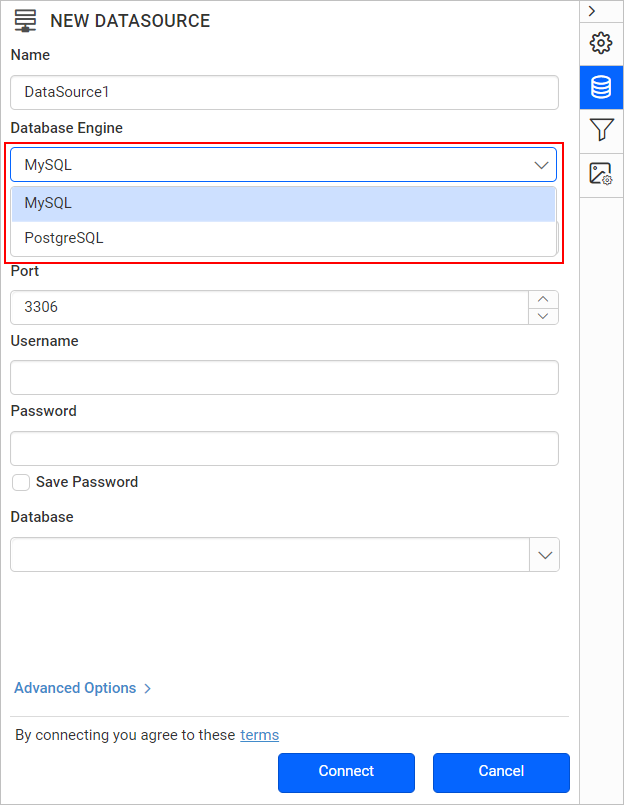 NEW DATASOURCE
Name
DataSource1
Database Engine
MySQL
MySQL
PostgreSQL
Port
3306
Username
Password
Save Password
Database
Advanced Options
By connecting you agree to these terms
Connect
Cancel